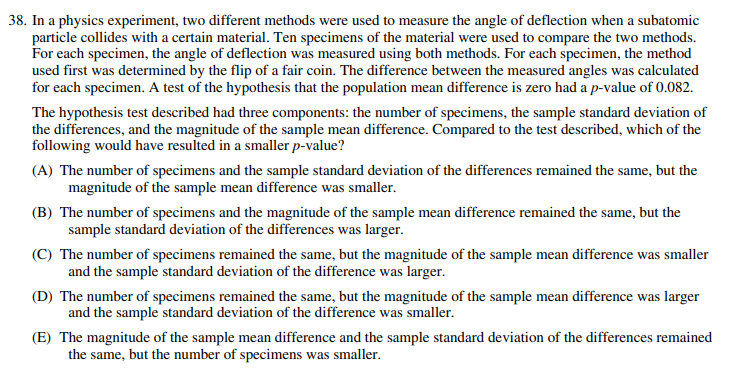 38. In a physics experiment, two different methods were used to measure the angle of deflection when a subatomic
particle collides with a certain material. Ten specimens of the material were used to compare the two methods.
For each specimen, the angle of deflection was measured using both methods. For each specimen, the method
used first was determined by the flip of a fair coin. The difference between the measured angles was calculated
for each specimen. A test of the hypothesis that the population mean difference is zero had a p-value of 0.082.
The hypothesis test described had three components: the number of specimens, the sample standard deviation of
the differences, and the magnitude of the sample mean difference. Compared to the test described, which of the
following would have resulted in a smaller p-value?
(A) The number of specimens and the sample standard deviation of the differences remained the same, but the
magnitude of the sample mean difference was smaller.
(B) The number of specimens and the magnitude of the sample mean difference remained the same, but the
sample standard deviation of the differences was larger.
(C) The number of specimens remained the same, but the magnitude of the sample mean difference was smaller
and the sample standard deviation of the difference was larger.
(D) The number of specimens remained the same, but the magnitude of the sample mean difference was larger
and the sample standard deviation of the difference was smaller.
(E) The magnitude of the sample mean difference and the sample standard deviation of the differences remained
the same, but the number of specimens was smaller.